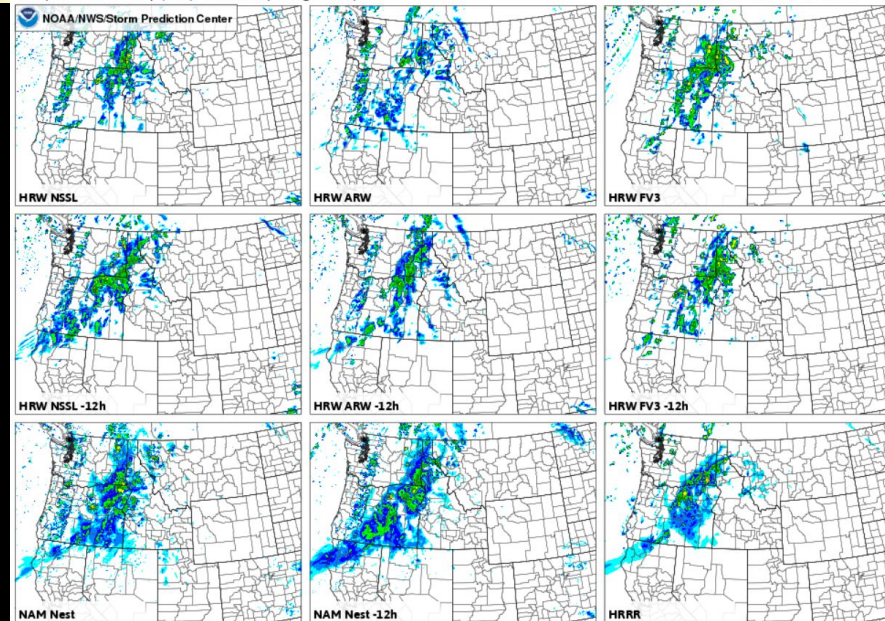 NOAA/NWS/Storm Prediction Center
HRW NSSL
HRW ARW
HRW FV3
HRW NSSL -12h
HRW ARW -12h
HRW FV3 -12h
NAM Nest
NAM Nest -12h
HRRR